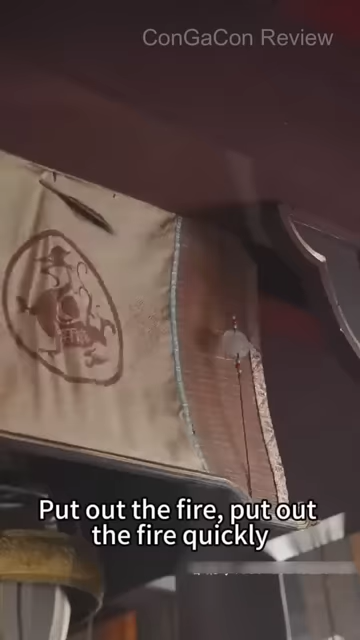 ConGaCon Review
Put out the fire, put out
the fire quickly